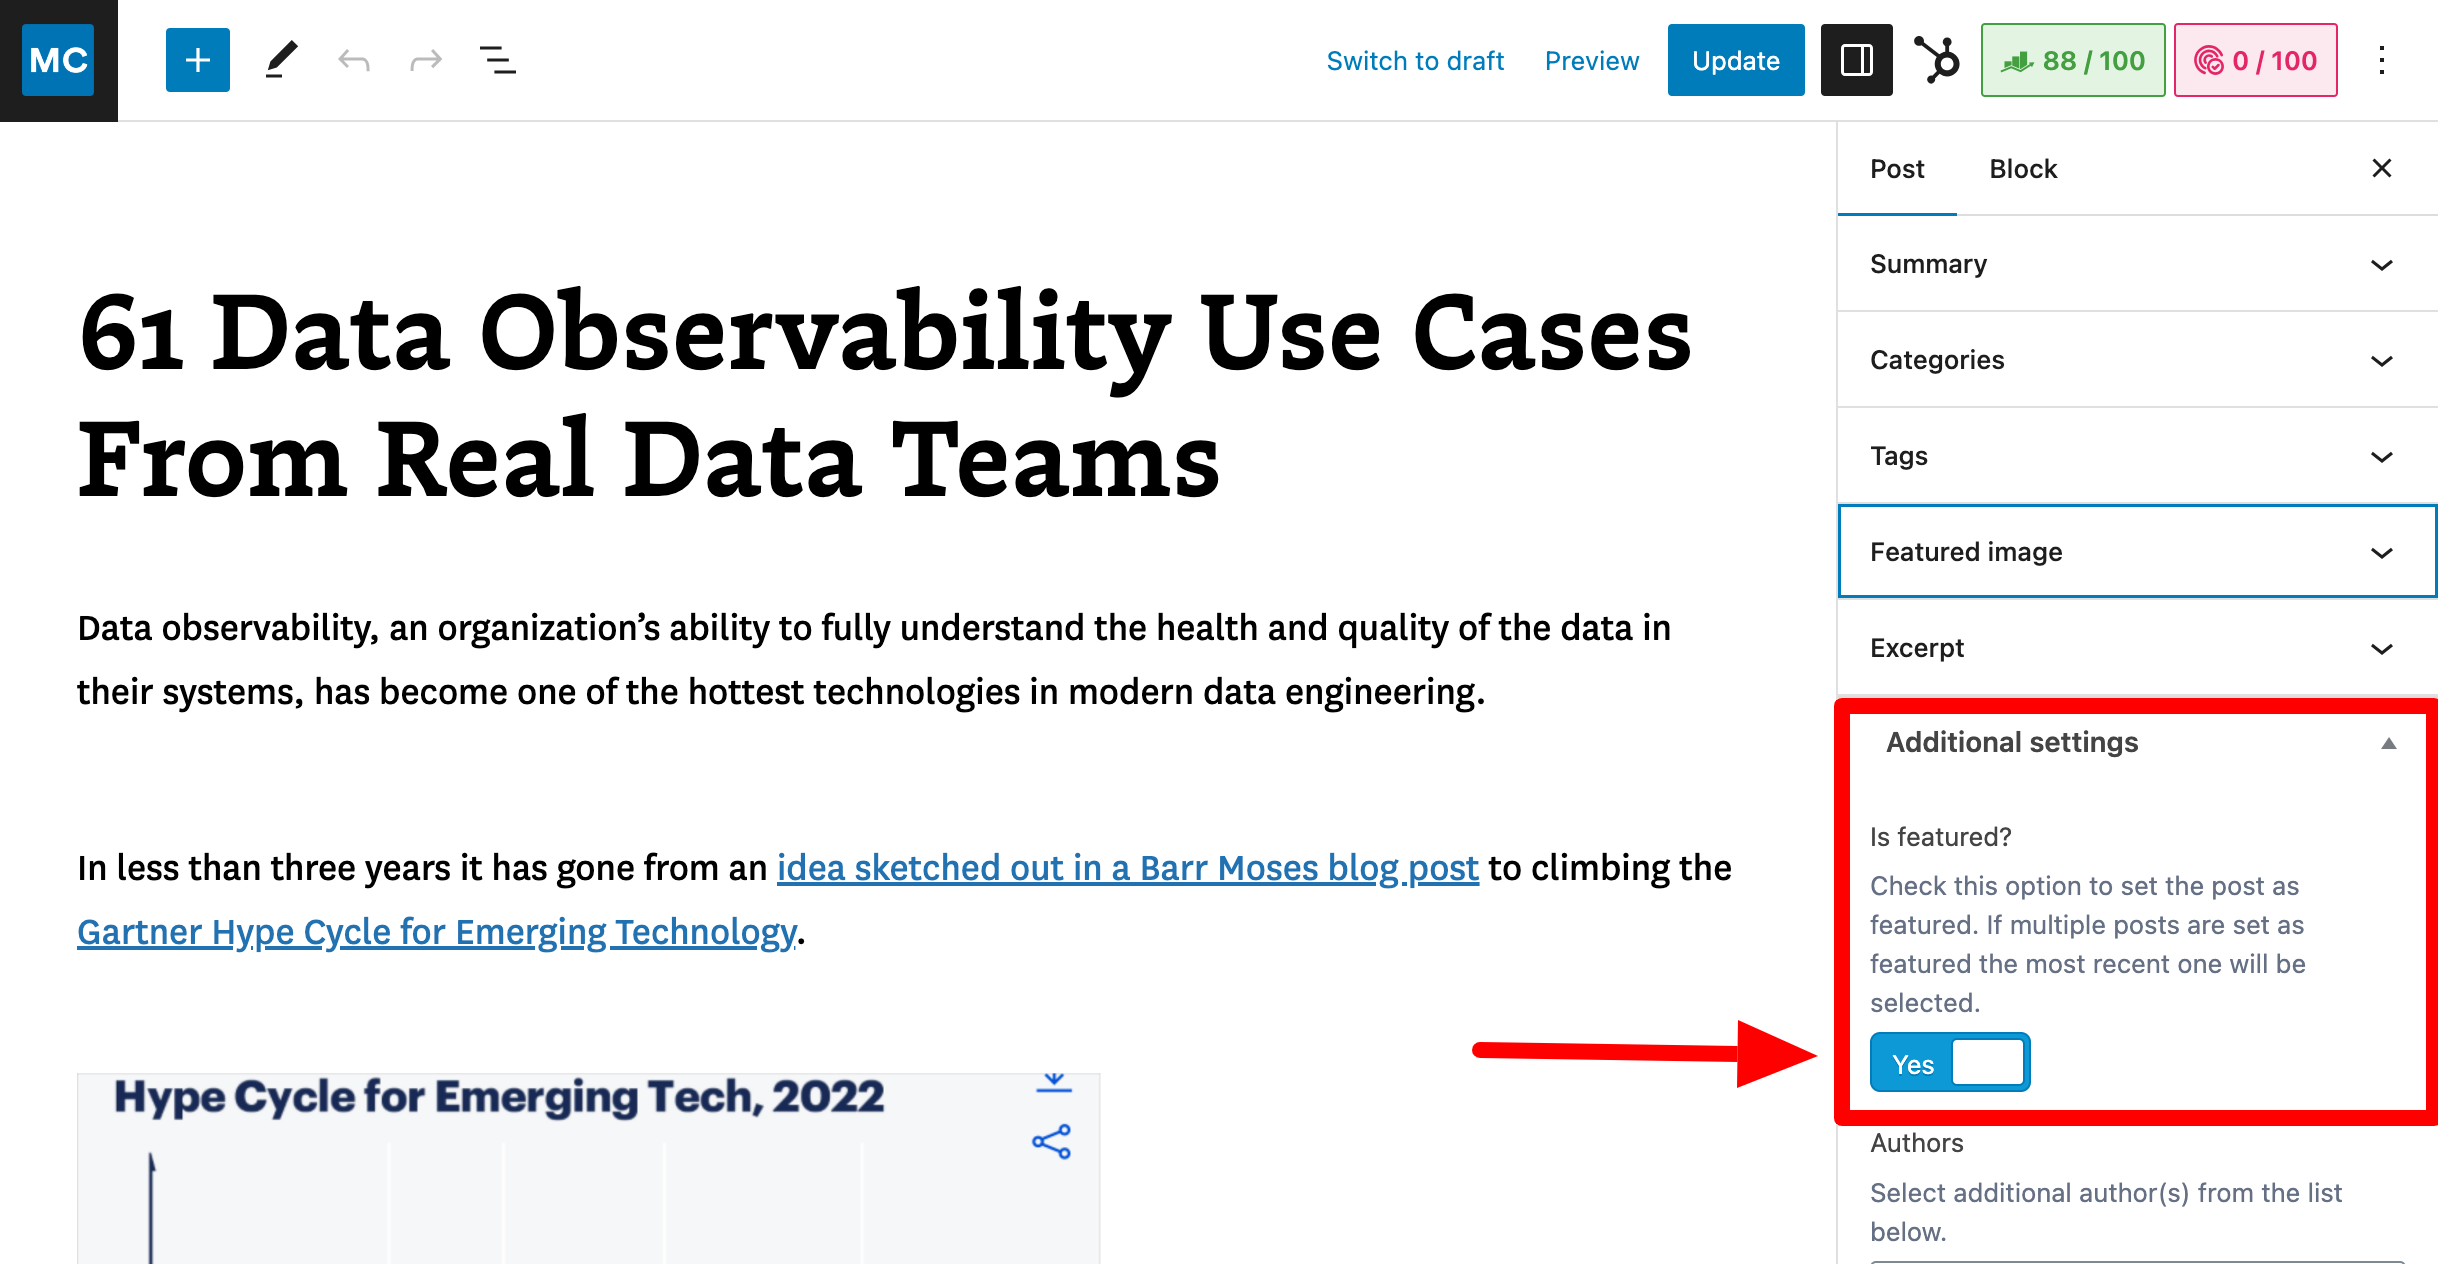 MC
Switch to draft
Preview
Update
88 / 100
0 / 100
Post
Block
61 Data Observability Use Cases
From Real Data Teams
Data observability, an organization’s ability to fully understand the health and quality of the data in
their systems, has become one of the hottest technologies in modern data engineering.
In less than three years it has gone from an idea sketched out in a Barr Moses blog post to climbing the
Gartner Hype Cycle for Emerging Technology.
Hype Cycle for Emerging Tech, 2022
Summary
Categories
Tags
Featured image
Excerpt
Additional settings
Is featured?
Check this option to set the post as
featured. If multiple posts are set as
featured the most recent one will be
selected.
Yes
Authors
Select additional author(s) from the list
below.